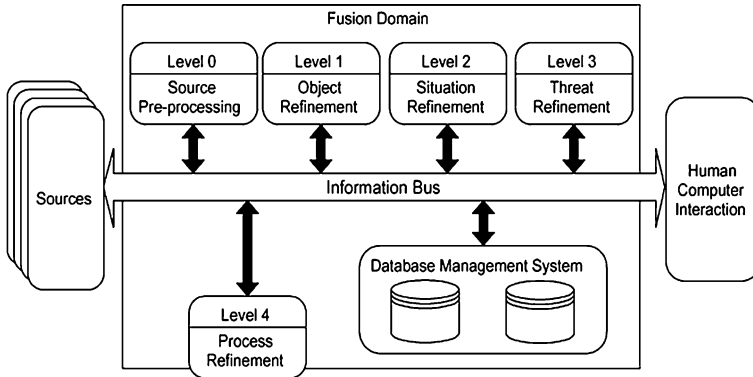 Fusion Domain
Level 0
Source
Pre-processing
Level 1
Object
Refinement
Level 2
Situation
Refinement
Level 3
Threat
Refinement
Sources
Information Bus
Human
Computer
Interaction
Level 4
Process
Refinement
Database Management System